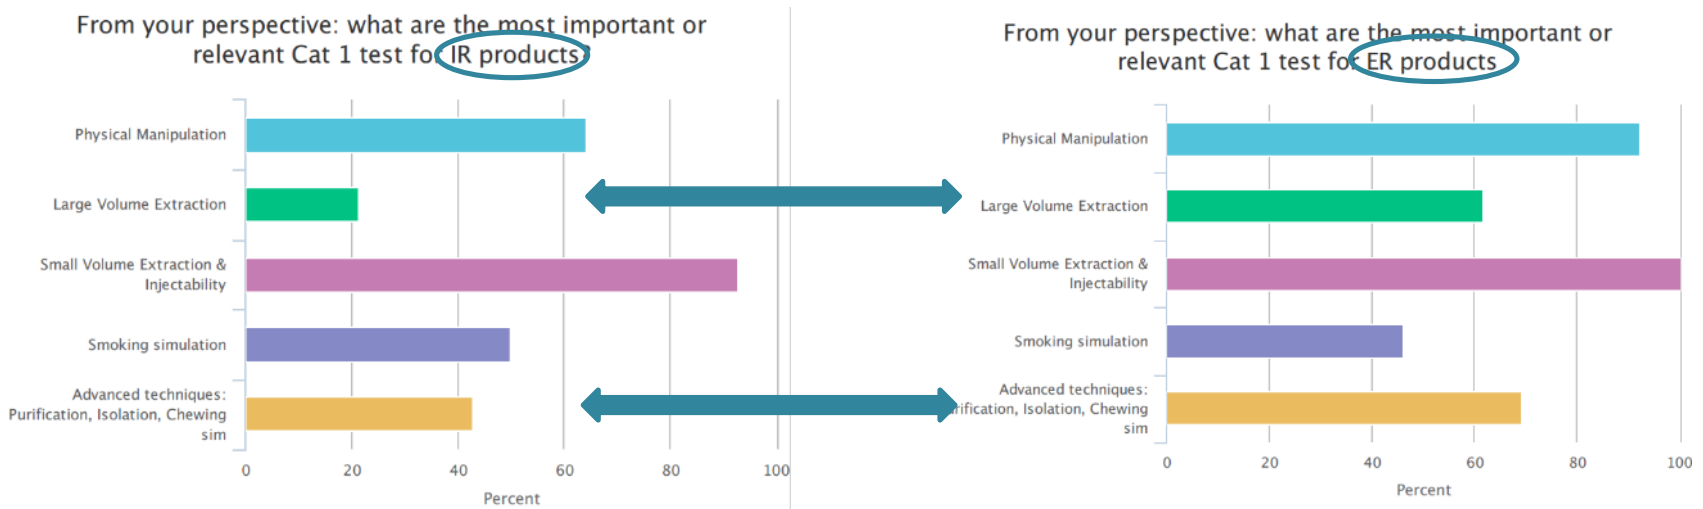 From your perspective: what are the most important or
relevant Cat 1 test for IR products?
Physical Manipulation
Large Volume Extraction
Small Volume Extraction &
Injectability
Smoking simulation
Advanced techniques:
Purification, Isolation, Chewing
sim
0 20 40 60 80 100
Percent
From your perspective: what are the most important or
relevant Cat 1 test for ER products
Physical Manipulation
Large Volume Extraction
Small Volume Extraction &
Injectability
Smoking simulation
Advanced techniques:
rification, Isolation, Chewing
sim
0 20 40 60 80 100
Percent